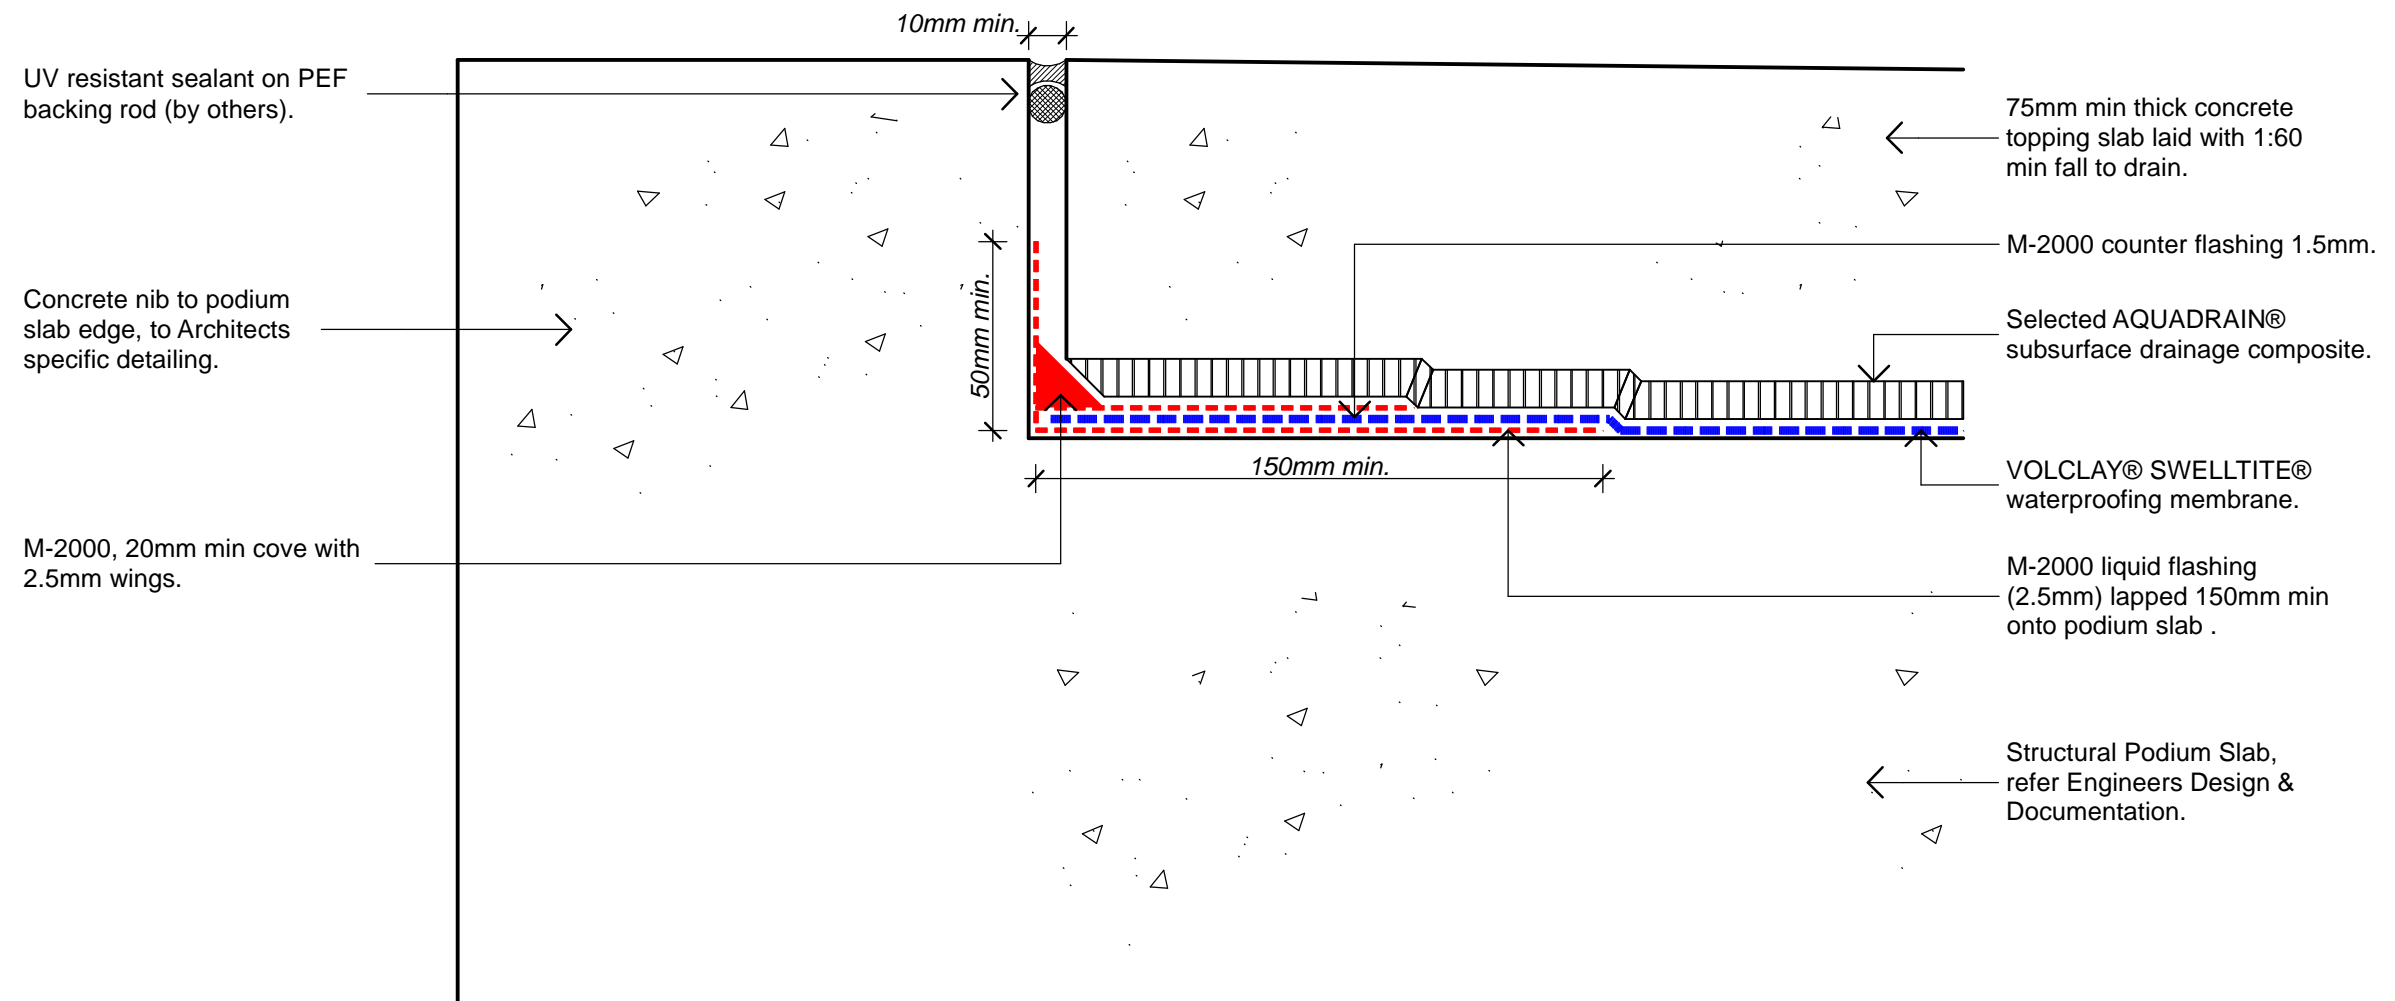 10mm min.
UV resistant sealant on PEF
backing rod (by others).
Concrete nib to podium
slab edge, to Architects
specific detailing.
M-2000, 20mm min cove with
2.5mm wings.
50mm min.
150mm min.
75mm min thick concrete
topping slab laid with 1:60
min fall to drain.
M-2000 counter flashing 1.5mm.
Selected AQUADRAIN®
subsurface drainage composite.
VOLCLAY® SWELLTITE®
waterproofing membrane.
M-2000 liquid flashing
(2.5mm) lapped 150mm min
onto podium slab .
Structural Podium Slab,
refer Engineers Design &
Documentation.